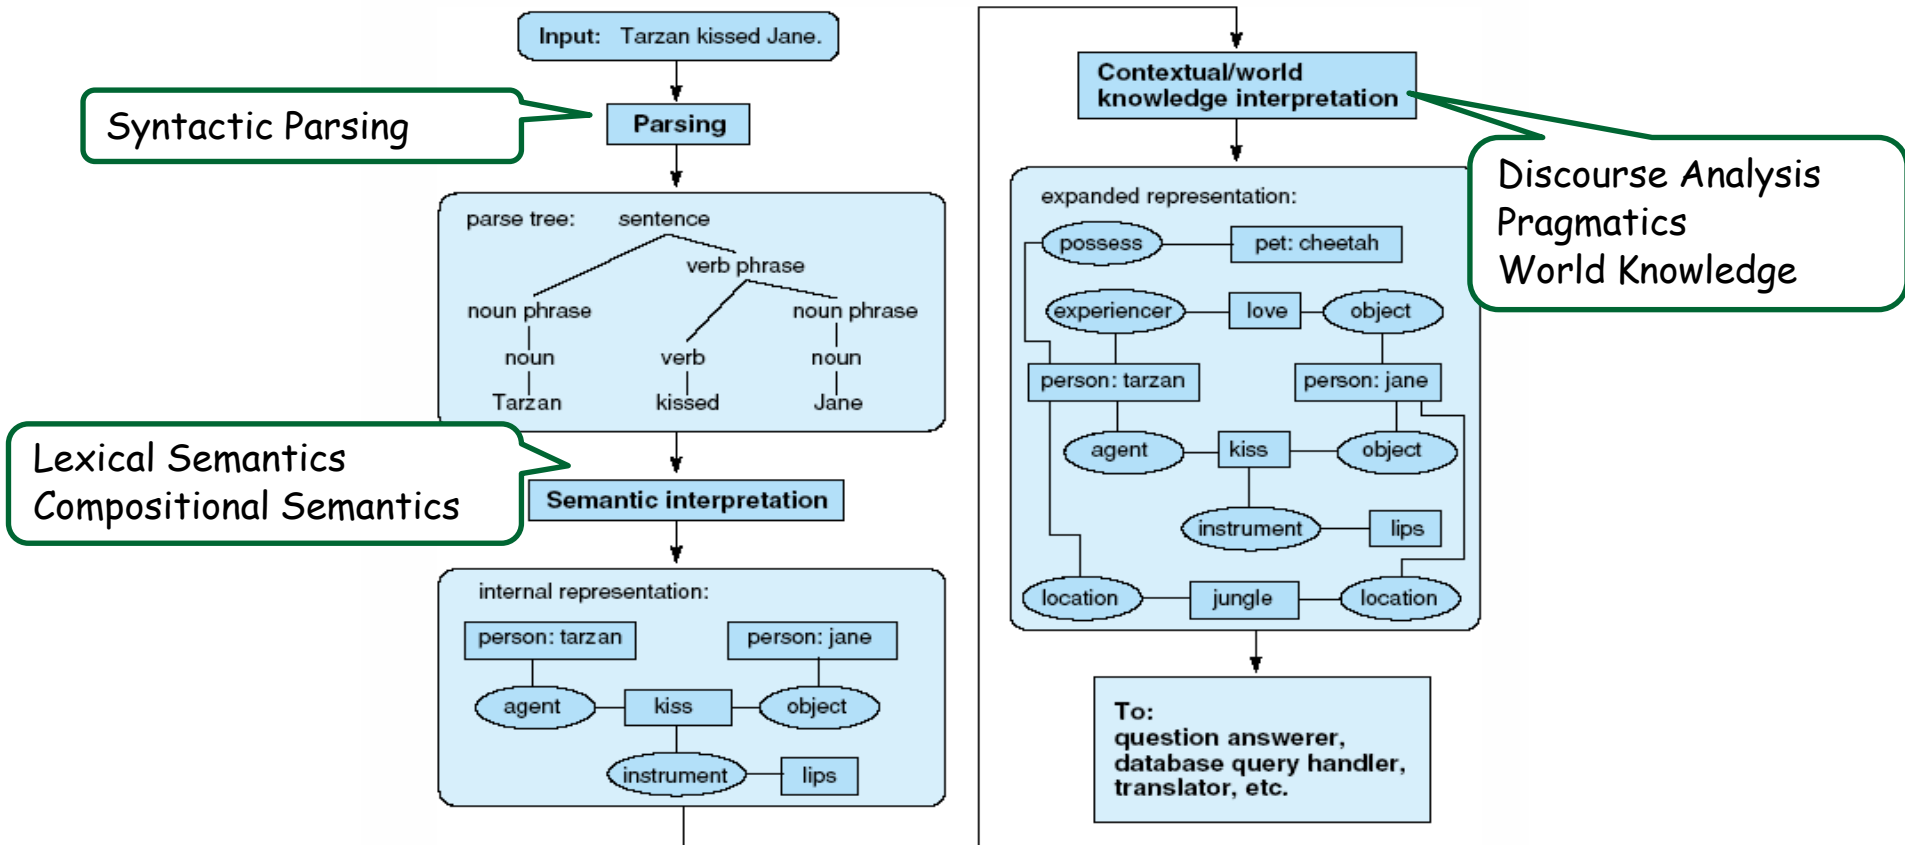 Input: Tarzan kissed Jane.
Syntactic Parsing
Parsing
parse tree: sentence
verb phrase
noun phrase noun phrase
noun verb noun
Tarzan kissed Jane
Lexical Semantics
Compositional Semantics
Semantic interpretation
internal representation:
person: tarzan person: jane
agent kiss object
instrument lips
Contextual/world
knowledge interpretation
Discourse Analysis
Pragmatics
World Knowledge
expanded representation:
possess pet: cheetah
experiencer love object
person: tarzan person: jane
agent kiss object
instrument lips
location jungle location
To:
question answerer,
database query handler,
translator, etc.